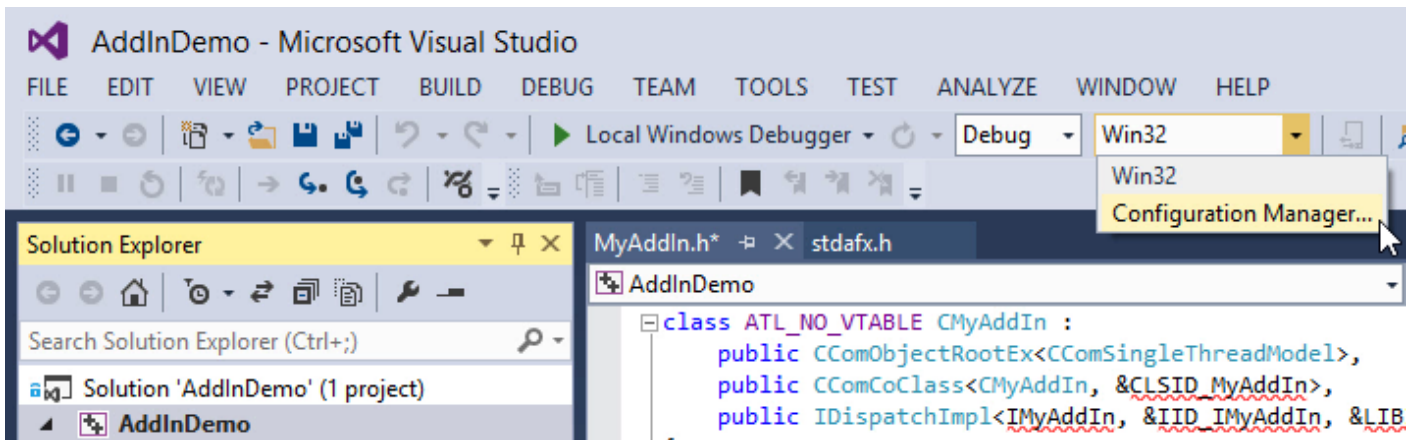 AddInDemo - Microsoft Visual Studio
FILE EDIT VIEW PROJECT BUILD DEBUG TEAM TOOLS TEST ANALYZE WINDOW HELP
Local Windows Debugger Debug Win32
Win32
Configuration Manager...
Solution Explorer
MyAddIn.h* stdafx.h
AddInDemo
Search Solution Explorer (Ctrl+;)
Solution 'AddInDemo' (1 project)
AddInDemo
class ATL_NO_VTABLE CMyAddIn :
public CComObjectRootEx<CComSingleThreadModel>,
public CComCoClass<CMyAddIn, &CLSID_MyAddIn>,
public IDispatchImpl<IMyAddIn, &IID_IMyAddIn, &LIB